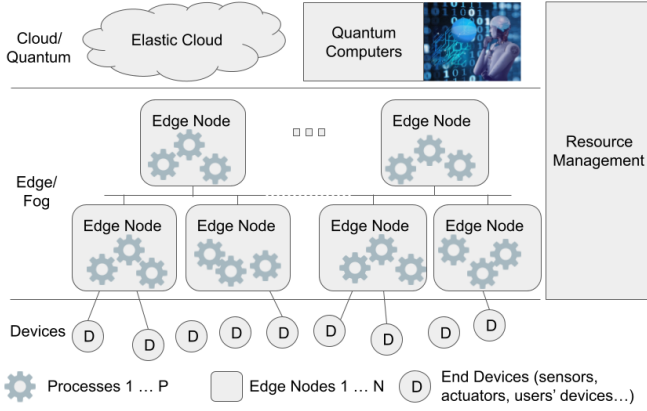 Cloud/
Quantum
Elastic Cloud
Quantum
Computers
Resource
Management
Edge/
Fog
Edge Node
Edge Node
Edge Node
Edge Node
Edge Node
Edge Node
Devices
D
D
D
D
D
D
D
D
D
Processes 1 ... P
Edge Nodes 1 ... N
D
End Devices (sensors,
actuators, users' devices...)